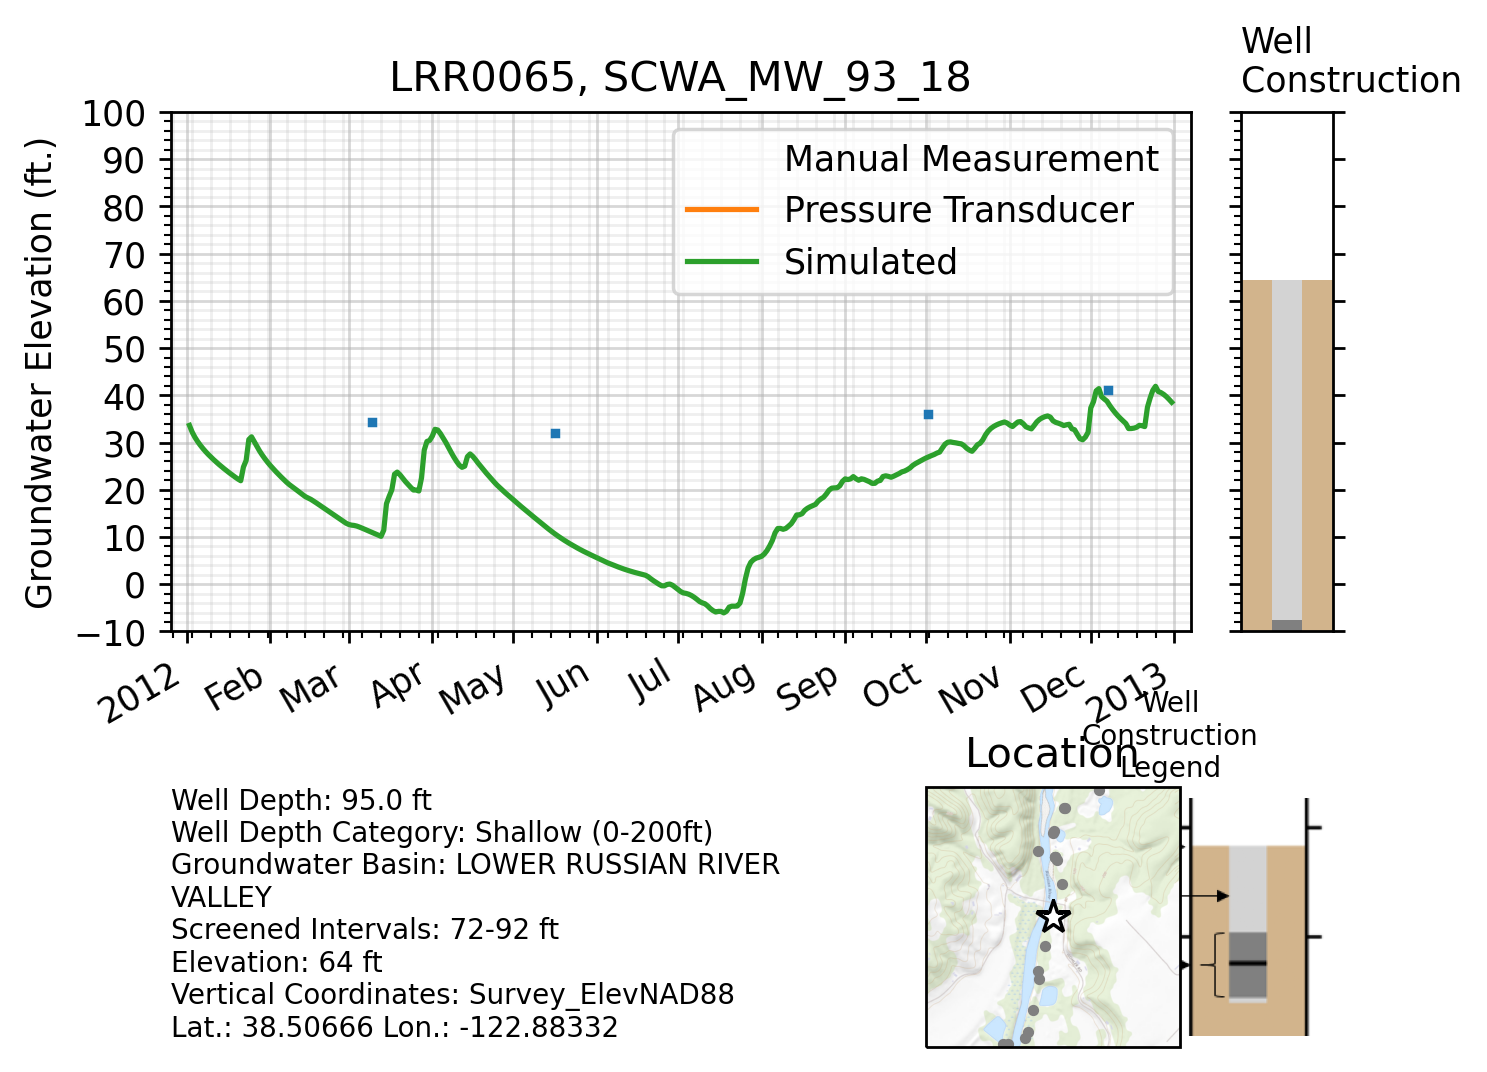 Well
Construction
LRR0065, SCWA_MW_93_18
Groundwater Elevation (ft.)
100
90
80
70
60
50
40
30
20
10
0
−10
Manual Measurement
Pressure Transducer
Simulated
2012
Feb
Mar
Apr
May
Jun
Jul
Aug
Sep
Oct
Nov
Dec
2013
Well
Construction
Legend
Location
Well Depth: 95.0 ft
Well Depth Category: Shallow (0-200ft)
Groundwater Basin: LOWER RUSSIAN RIVER
VALLEY
Screened Intervals: 72-92 ft
Elevation: 64 ft
Vertical Coordinates: Survey_ElevNAD88
Lat.: 38.50666 Lon.: -122.88332